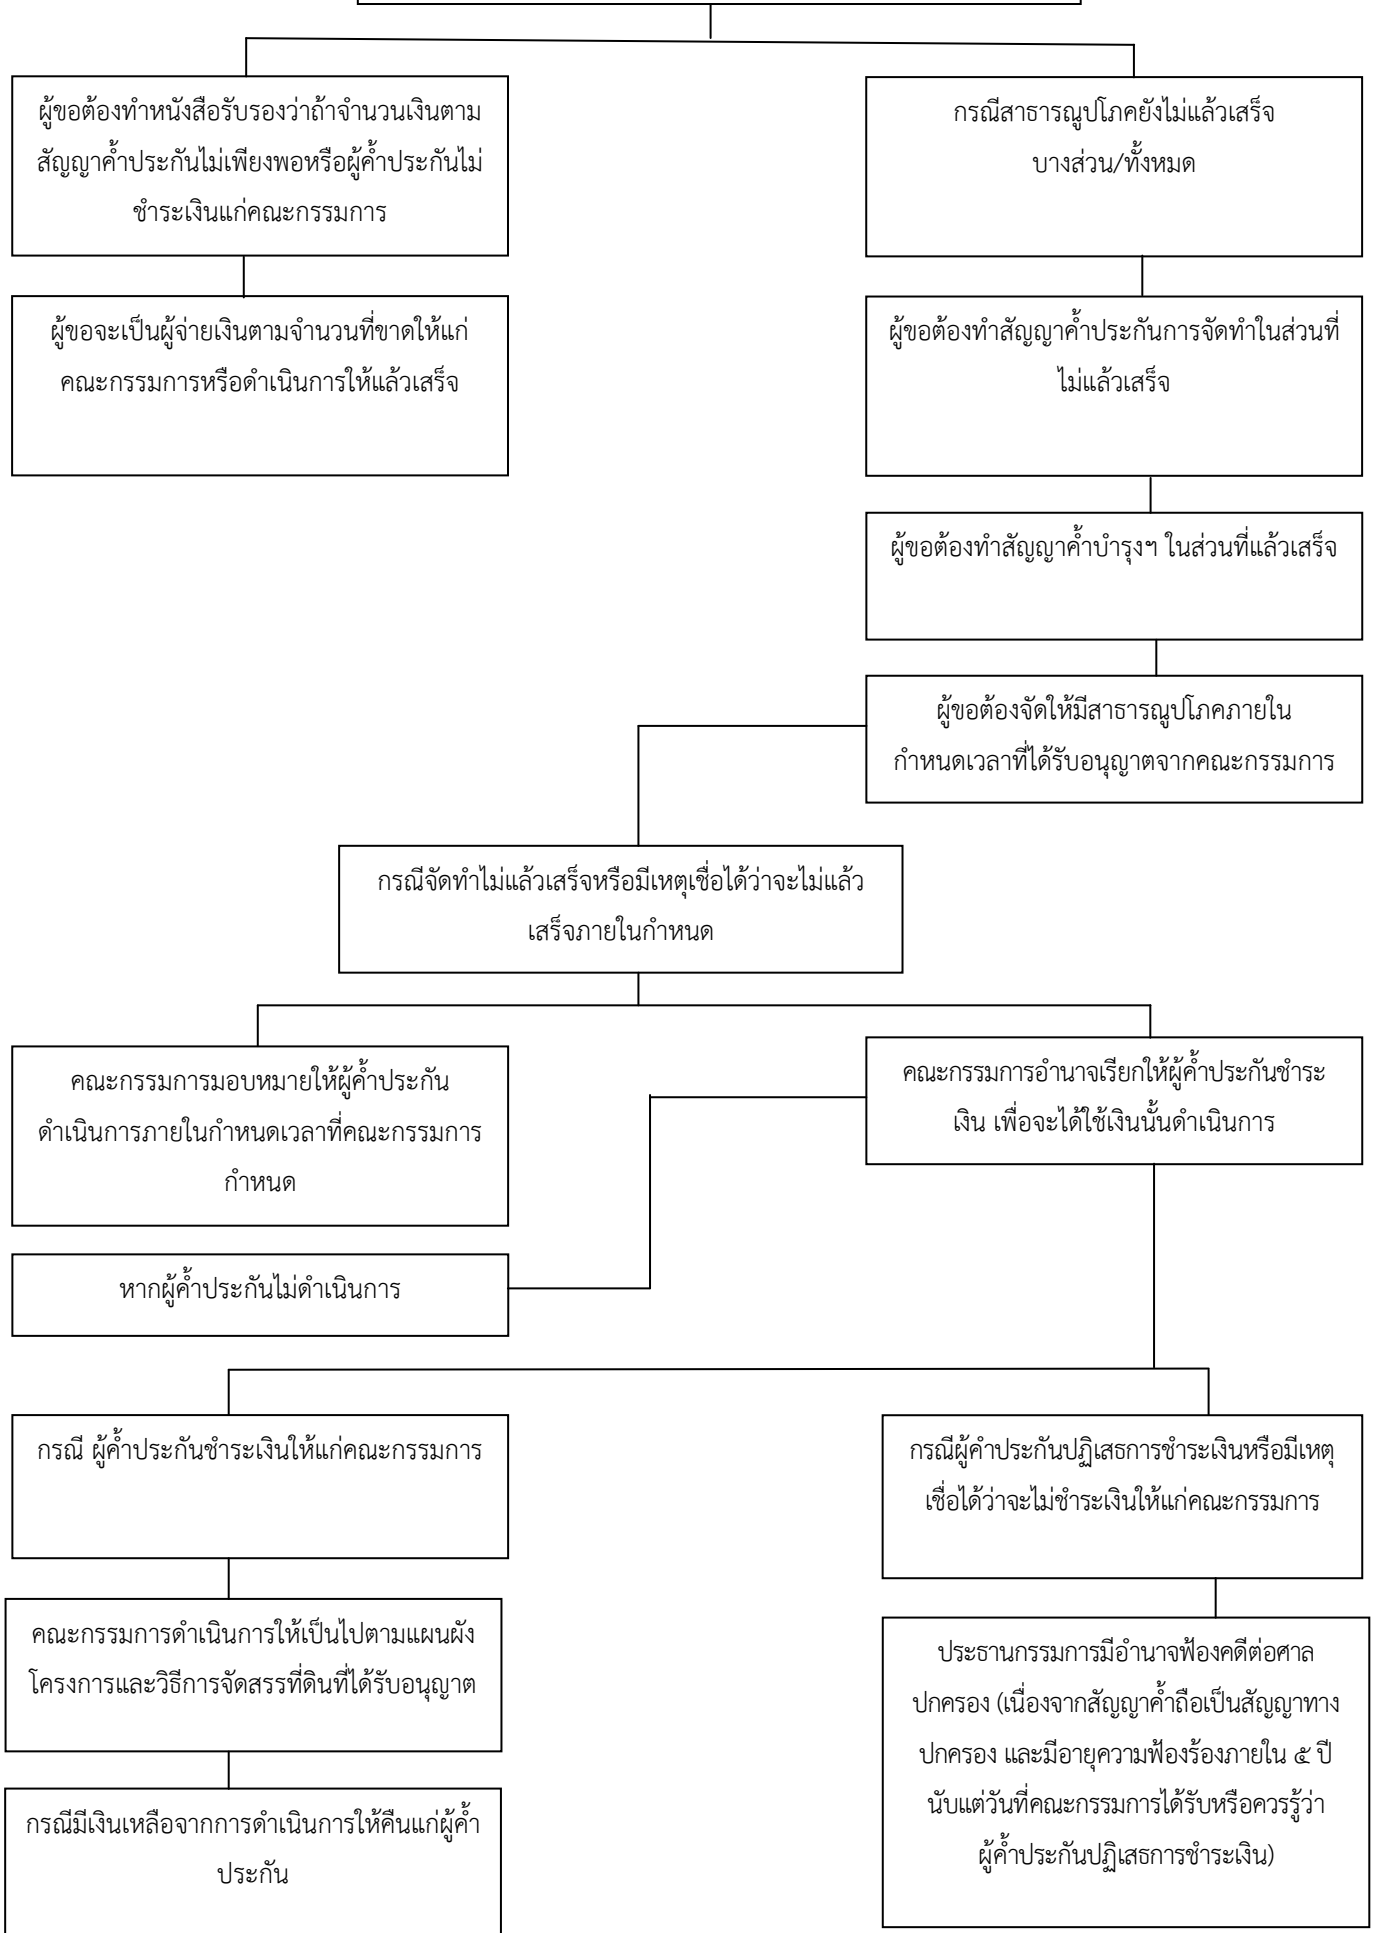 ผู้ขอต้องทำหนังสือรับรองว่าถ้าจำนวนเงินตาม
สัญญาค้ำประกันไม่เพียงพอหรือผู้ค้ำประกันไม่
ชำระเงินแก่คณะกรรมการ
กรณีสาธารณูปโภคยังไม่แล้วเสร็จ
บางส่วน/ทั้งหมด
ผู้ขอจะเป็นผู้จ่ายเงินตามจำนวนที่ขาดให้แก่
คณะกรรมการหรือดำเนินการให้แล้วเสร็จ
ผู้ขอต้องทำสัญญาค้ำประกันการจัดทำในส่วนที่
ไม่แล้วเสร็จ
ผู้ขอต้องทำสัญญาค้ำบำรุงฯ ในส่วนที่แล้วเสร็จ
ผู้ขอต้องจัดให้มีสาธารณูปโภคภายใน
กำหนดเวลาที่ได้รับอนุญาตจากคณะกรรมการ
กรณีจัดทำไม่แล้วเสร็จหรือมีเหตุเชื่อได้ว่าจะไม่แล้ว
เสร็จภายในกำหนด
คณะกรรมการมอบหมายให้ผู้ค้ำประกัน
ดำเนินการภายในกำหนดเวลาที่คณะกรรมการ
กำหนด
คณะกรรมการอำนาจเรียกให้ผู้ค้ำประกันชำระ
เงิน เพื่อจะได้ใช้เงินนั้นดำเนินการ
หากผู้ค้ำประกันไม่ดำเนินการ
กรณี ผู้ค้ำประกันชำระเงินให้แก่คณะกรรมการ
กรณีผู้คำประกันปฏิเสธการชำระเงินหรือมีเหตุ
เชื่อได้ว่าจะไม่ชำระเงินให้แก่คณะกรรมการ
คณะกรรมการดำเนินการให้เป็นไปตามแผนผัง
โครงการและวิธีการจัดสรรที่ดินที่ได้รับอนุญาต
ประธานกรรมการมีอำนาจฟ้องคดีต่อศาล
ปกครอง (เนื่องจากสัญญาค้ำถือเป็นสัญญาทาง
ปกครอง และมีอายุความฟ้องร้องภายใน ๕ ปี
นับแต่วันที่คณะกรรมการได้รับหรือควรรู้ว่า
ผู้ค้ำประกันปฏิเสธการชำระเงิน)
กรณีมีเงินเหลือจากการดำเนินการให้คืนแก่ผู้ค้ำ
ประกัน